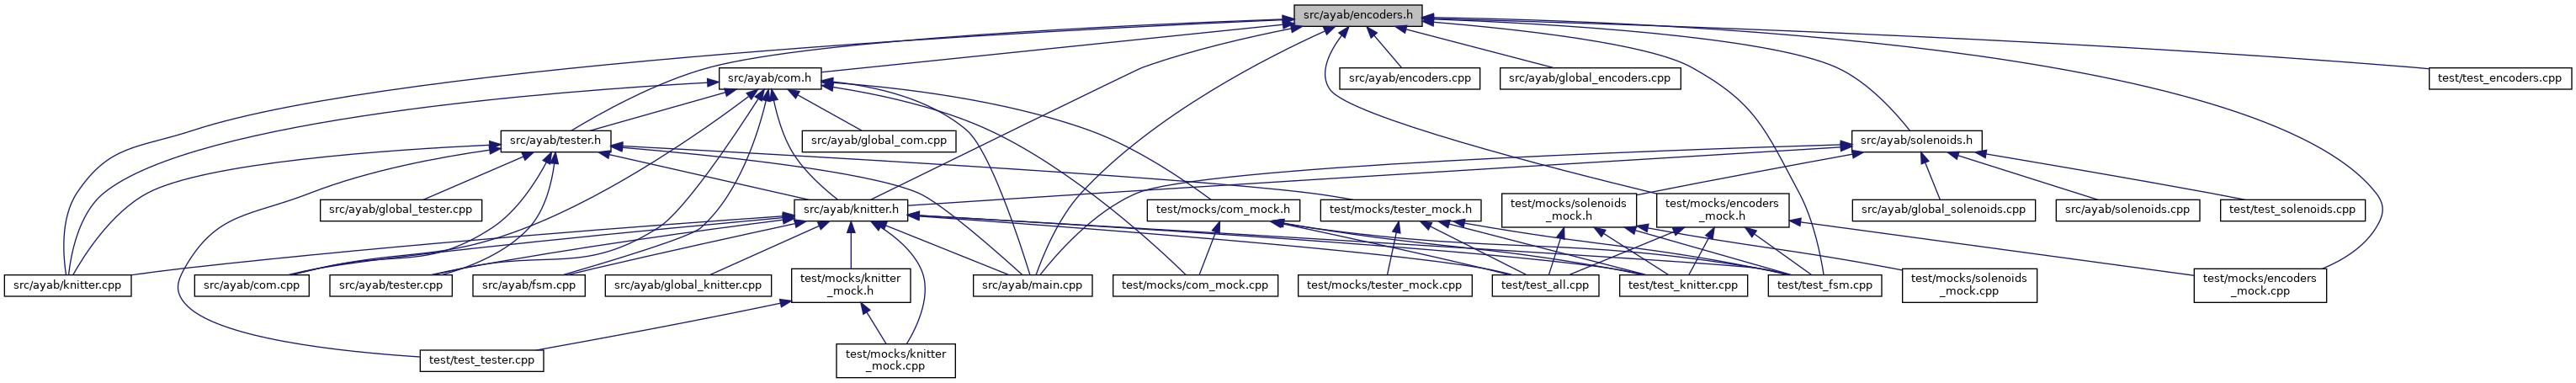 src/ayab/encoders.h
src/ayab/com.h
src/ayab/encoders.cpp
src/ayab/global_encoders.cpp
test/test_encoders.cpp
src/ayab/tester.h
src/ayab/global_com.cpp
src/ayab/solenoids.h
src/ayab/global_tester.cpp
src/ayab/knitter.h
test/mocks/com_mock.h
test/mocks/tester_mock.h
test/mocks/solenoids
_mock.h
test/mocks/encoders
_mock.h
src/ayab/global_solenoids.cpp
src/ayab/solenoids.cpp
test/test_solenoids.cpp
src/ayab/knitter.cpp
src/ayab/com.cpp
src/ayab/tester.cpp
src/ayab/fsm.cpp
src/ayab/global_knitter.cpp
test/mocks/knitter
_mock.h
src/ayab/main.cpp
test/mocks/com_mock.cpp
test/mocks/tester_mock.cpp
test/test_all.cpp
test/test_knitter.cpp
test/test_fsm.cpp
test/mocks/solenoids
_mock.cpp
test/mocks/encoders
_mock.cpp
test/test_tester.cpp
test/mocks/knitter
_mock.cpp